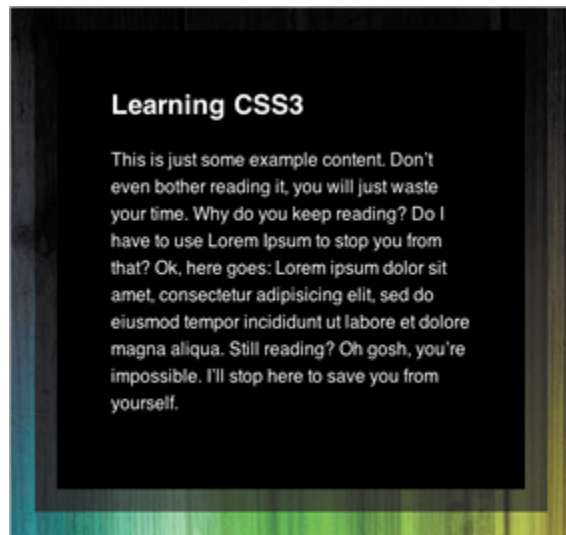 Learning CSS3
This is just some example content. Don't
even bother reading it, you will just waste
your time. Why do you keep reading? Do I
have to use Lorem Ipsum to stop you from
that? Ok, here goes: Lorem ipsum dolor sit
amet, consectetur adipisicing elit, sed do
eiusmod tempor incididunt ut labore et dolore
magna aliqua. Still reading? Oh gosh, you're
impossible. I'll stop here to save you from
yourself.